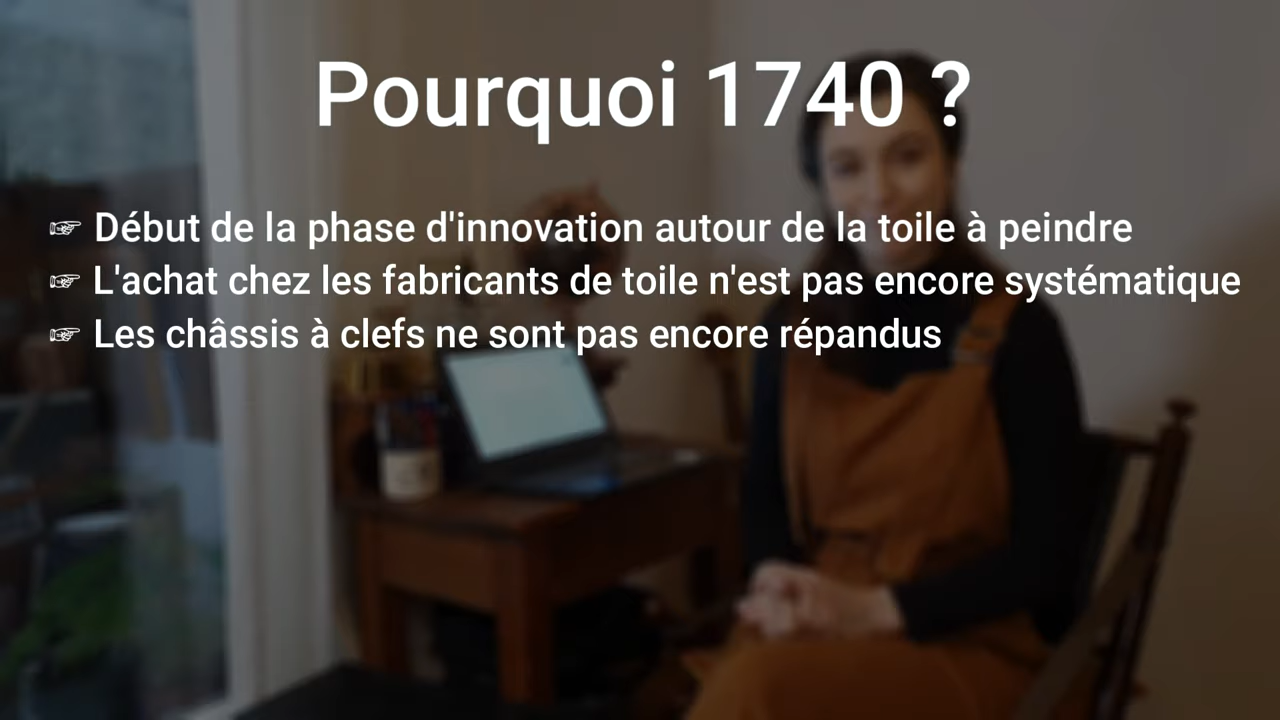 Pourquoi 1740 ?
☞ Début de la phase d'innovation autour de la toile à peindre
☞ L'achat chez les fabricants de toile n'est pas encore systématique
☞ Les châssis à clefs ne sont pas encore répandus